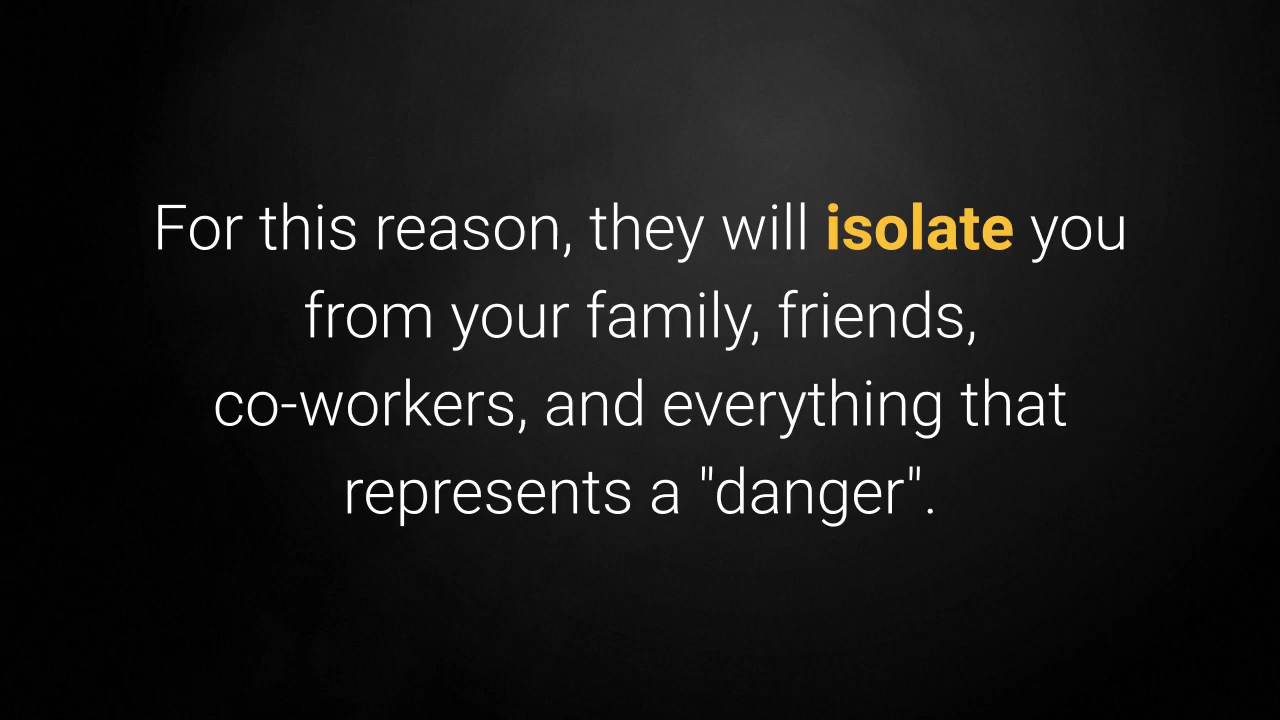 For this reason, they will isolate you
from your family, friends,
co-workers, and everything that
represents a "danger".